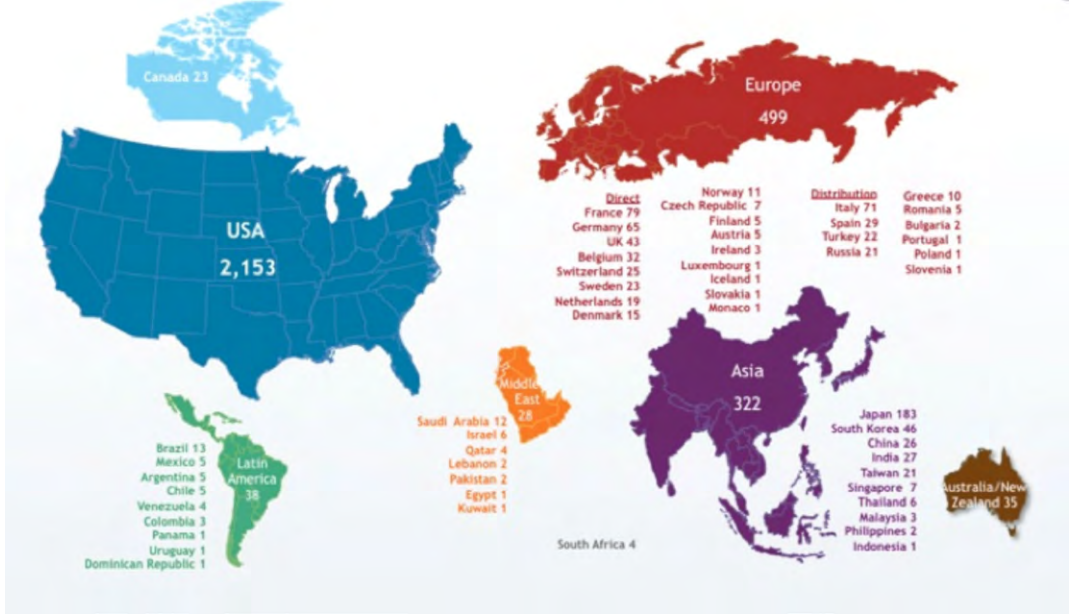 Canada 23
USA
2,153
Europe
499
Direct
France 79
Germany 65
UK 43
Belgium 32
Switzerland 25
Sweden 23
Netherlands 19
Denmark 15
Norway 11
Czech Republic 7
Finland 5
Austria 5
Ireland 3
Luxembourg 1
Iceland 1
Slovakia 1
Monaco 1
Distribution
Italy 71
Spain 29
Turkey 22
Russia 21
Greece 10
Romania 5
Bulgaria 2
Portugal 1
Poland 1
Slovenia 1
Latin
America
38
Brazil 13
Mexico 5
Argentina 5
Chile 5
Venezuela 4
Colombia 3
Panama 1
Uruguay 1
Dominican Republic 1
Middle
East
28
Saudi Arabia 12
Israel 6
Qatar 4
Lebanon 2
Pakistan 2
Egypt 1
Kuwait 1
Asia
322
Japan 183
South Korea 46
China 26
India 27
Taiwan 21
Singapore 7
Thailand 6
Malaysia 3
Philippines 2
Indonesia 1
Australia/New
Zealand 35
South Africa 4